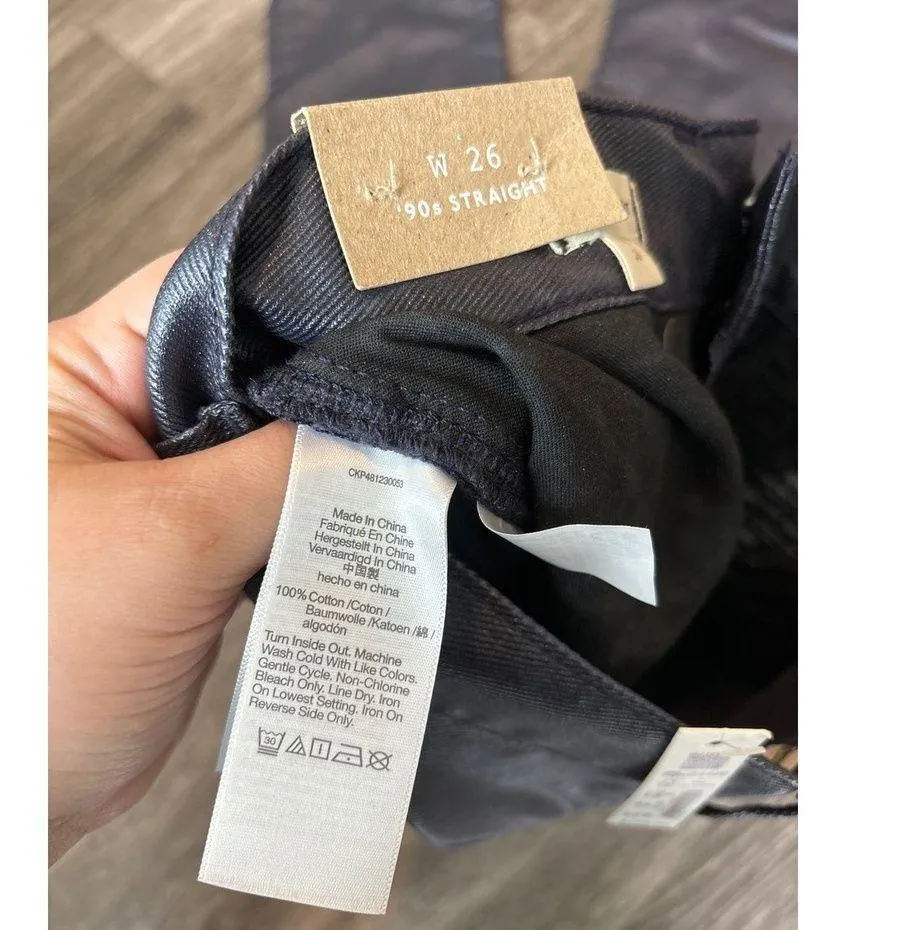 W 26
'90s STRAIGHT
CKP481230053
Made In China
Fabriqué En Chine
Hergestellt In China
Vervaardigd In China
中国製
hecho en china
100% Cotton /Coton /
Baumwolle /Katoen /綿 /
algodón
Turn Inside Out. Machine
Wash Cold With Like Colors.
Gentle Cycle. Non-Chlorine
Bleach Only. Line Dry. Iron
On Lowest Setting. Iron On
Reverse Side Only.
30